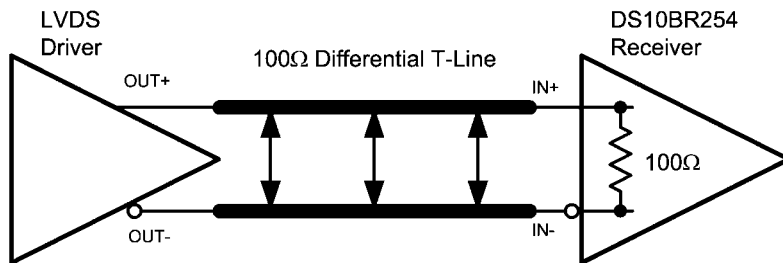 LVDS
Driver
100Ω Differential T-Line
DS10BR254
Receiver
OUT+
IN+
100Ω
OUT-
IN-